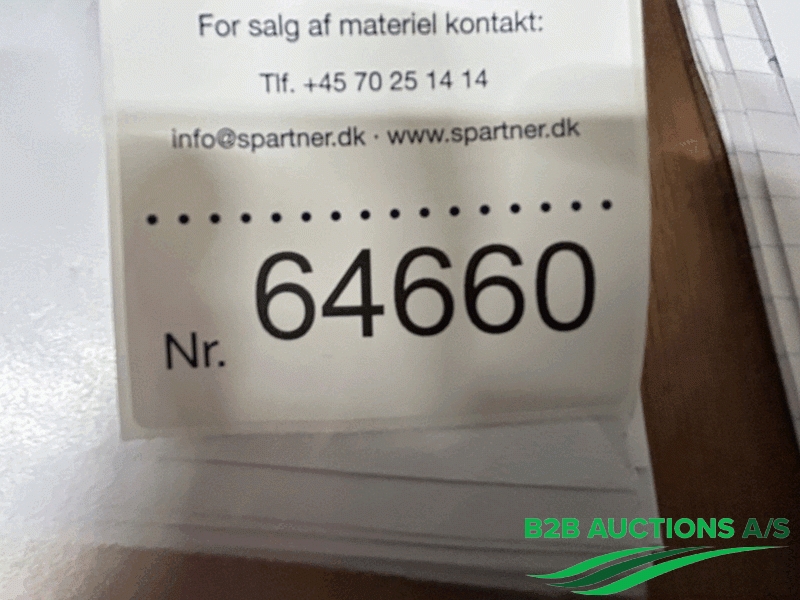 For salg af materiel kontakt:
Tlf. +45 70 25 14 14
info@spartner.dk · www.spartner.dk
Nr. 64660
B2B AUCTIONS A/S